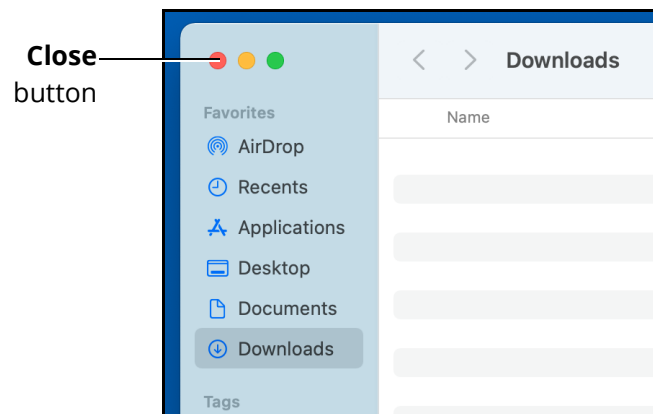 Close
button
Downloads
Name
Favorites
AirDrop
Recents
Applications
Desktop
Documents
Downloads
Tags